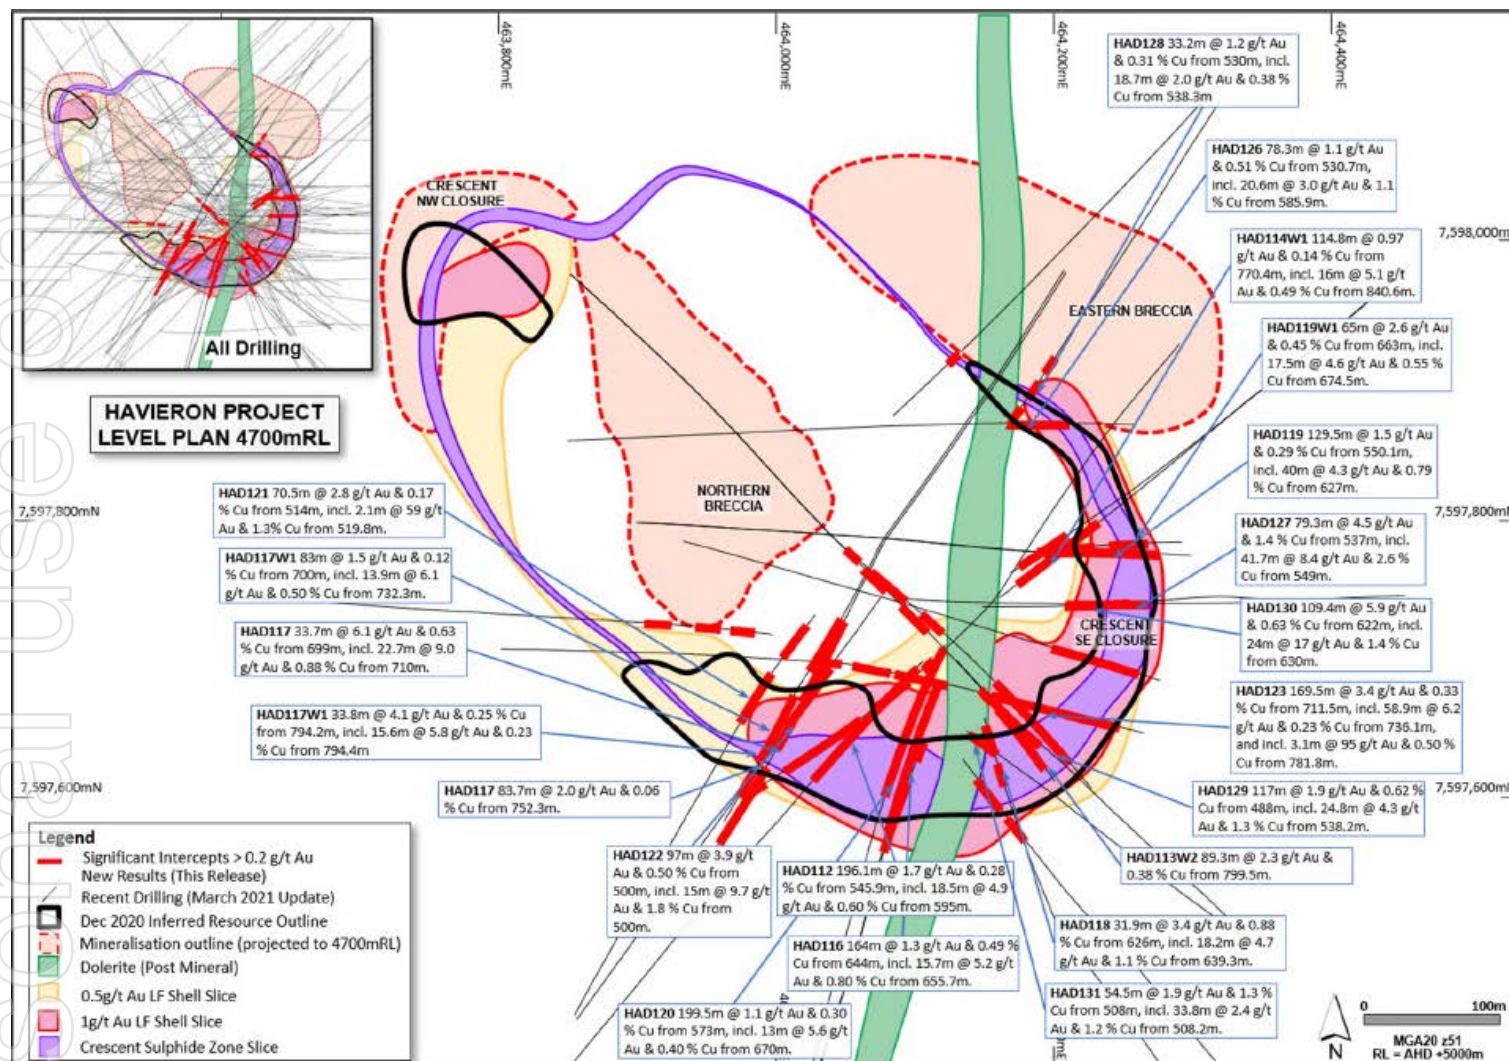 All Drilling
HAVIERON PROJECT
LEVEL PLAN 4700mRL
463,800mE
464,000mE
464,200mE
464,400mE
7,598,000m
7,597,800mN
7,597,800mN
7,597,600mN
7,597,600mN
CRESCENT
NW CLOSURE
NORTHERN
BRECCIA
EASTERN BRECCIA
CRESCENT
SE CLOSURE
HAD128 33.2m @ 1.2 g/t Au
& 0.31 % Cu from 530m, incl.
18.7m @ 2.0 g/t Au & 0.38 %
Cu from 538.3m
HAD126 78.3m @ 1.1 g/t Au
& 0.51 % Cu from 530.7m,
incl. 20.6m @ 3.0 g/t Au & 1.1
% Cu from 585.9m.
HAD114W1 114.8m @ 0.97
g/t Au & 0.14 % Cu from
770.4m, incl. 16m @ 5.1 g/t
Au & 0.49 % Cu from 840.6m.
HAD119W1 65m @ 2.6 g/t Au
& 0.45 % Cu from 663m, incl.
17.5m @ 4.6 g/t Au & 0.55 %
Cu from 674.5m.
HAD119 129.5m @ 1.5 g/t Au
& 0.29 % Cu from 550.1m,
incl. 40m @ 4.3 g/t Au & 0.79
% Cu from 627m.
HAD127 79.3m @ 4.5 g/t Au
& 1.4 % Cu from 537m, incl.
41.7m @ 8.4 g/t Au & 2.6 %
Cu from 549m.
HAD130 109.4m @ 5.9 g/t Au
& 0.63 % Cu from 622m, incl.
24m @ 17 g/t Au & 1.4 % Cu
from 630m.
HAD123 169.5m @ 3.4 g/t Au & 0.33
% Cu from 711.5m, incl. 58.9m @ 6.2
g/t Au & 0.23 % Cu from 736.1m,
and incl. 3.1m @ 95 g/t Au & 0.50 %
Cu from 781.8m.
HAD129 117m @ 1.9 g/t Au & 0.62 %
Cu from 488m, incl. 24.8m @ 4.3 g/t
Au & 1.3 % Cu from 538.2m.
HAD113W2 89.3m @ 2.3 g/t Au &
0.38 % Cu from 799.5m.
HAD118 31.9m @ 3.4 g/t Au & 0.88
% Cu from 626m, incl. 18.2m @ 4.7
g/t Au & 1.1 % Cu from 639.3m.
HAD131 54.5m @ 1.9 g/t Au & 1.3 %
Cu from 508m, incl. 33.8m @ 2.4 g/t
Au & 1.2 % Cu from 508.2m.
HAD121 70.5m @ 2.8 g/t Au & 0.17
% Cu from 514m, incl. 2.1m @ 59 g/t
Au & 1.3% Cu from 519.8m.
HAD117W1 83m @ 1.5 g/t Au & 0.12
% Cu from 700m, incl. 13.9m @ 6.1
g/t Au & 0.50 % Cu from 732.3m.
HAD117 33.7m @ 6.1 g/t Au & 0.63
% Cu from 699m, incl. 22.7m @ 9.0
g/t Au & 0.88 % Cu from 710m.
HAD117W1 33.8m @ 4.1 g/t Au & 0.25 % Cu
from 794.2m, incl. 15.6m @ 5.8 g/t Au & 0.23
% Cu from 794.4m
HAD117 83.7m @ 2.0 g/t Au & 0.06
% Cu from 752.3m.
HAD122 97m @ 3.9 g/t
Au & 0.50 % Cu from
500m, incl. 15m @ 9.7 g/t
Au & 1.8 % Cu from
500m.
HAD112 196.1m @ 1.7 g/t Au & 0.28
% Cu from 545.9m, incl. 18.5m @ 4.9
g/t Au & 0.60 % Cu from 595m.
HAD116 164m @ 1.3 g/t Au & 0.49 %
Cu from 644m, incl. 15.7m @ 5.2 g/t
Au & 0.80 % Cu from 655.7m.
HAD120 199.5m @ 1.1 g/t Au & 0.30
% Cu from 573m, incl. 13m @ 5.6 g/t
Au & 0.40 % Cu from 670m.
Legend
Significant Intercepts > 0.2 g/t Au
New Results (This Release)
Recent Drilling (March 2021 Update)
Dec 2020 Inferred Resource Outline
Mineralisation outline (projected to 4700mRL)
Dolerite (Post Mineral)
0.5g/t Au LF Shell Slice
1g/t Au LF Shell Slice
Crescent Sulphide Zone Slice
N
0 100m
MGA20 z51
RL = AHD +5000m
sonal use only